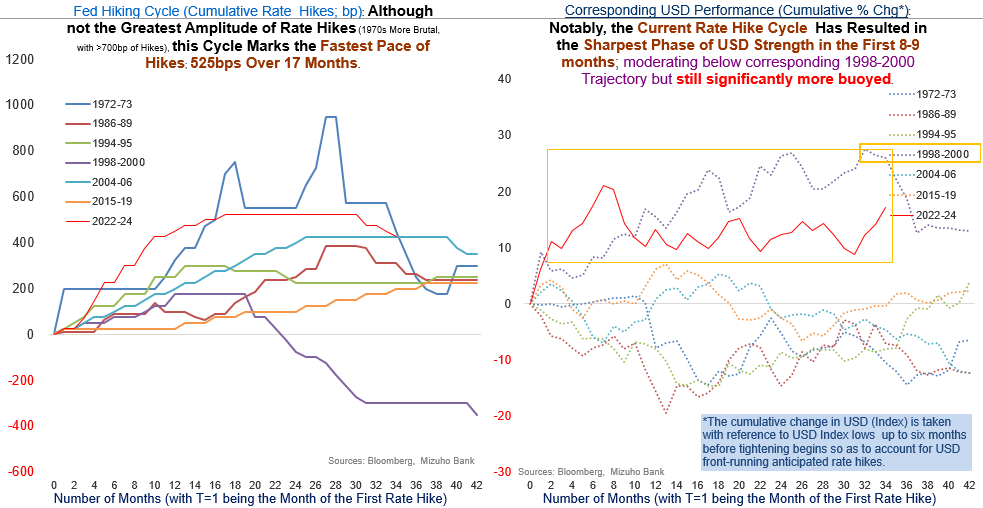 Fed Hiking Cycle (Cumulative Rate Hikes; bp): Although
not the Greatest Amplitude of Rate Hikes (1970s More Brutal,
with >700bp of Hikes), this Cycle Marks the Fastest Pace of
Hikes; 525bps Over 17 Months.
1200
1000
800
600
400
200
0
-200
-400
-600
1972-73
1986-89
1994-95
1998-2000
2004-06
2015-19
2022-24
Sources: Bloomberg, Mizuho Bank
0 2 4 6 8 10 12 14 16 18 20 22 24 26 28 30 32 34 36 38 40 42
Number of Months (with T=1 being the Month of the First Rate Hike)
Corresponding USD Performance (Cumulative % Chg*):
Notably, the Current Rate Hike Cycle Has Resulted in
the Sharpest Phase of USD Strength in the First 8-9
months; moderating below corresponding 1998-2000
Trajectory but still significantly more buoyed.
40
30
20
10
0
-10
-20
-30
1972-73
1986-89
1994-95
1998-2000
2004-06
2015-19
2022-24
*The cumulative change in USD (Index) is taken
with reference to USD Index lows up to six months
before tightening begins so as to account for USD
front-running anticipated rate hikes.
Sources: Bloomberg, Mizuho Bank
0 2 4 6 8 10 12 14 16 18 20 22 24 26 28 30 32 34 36 38 40 42
Number of Months (with T=1 being the Month of the First Rate Hike)